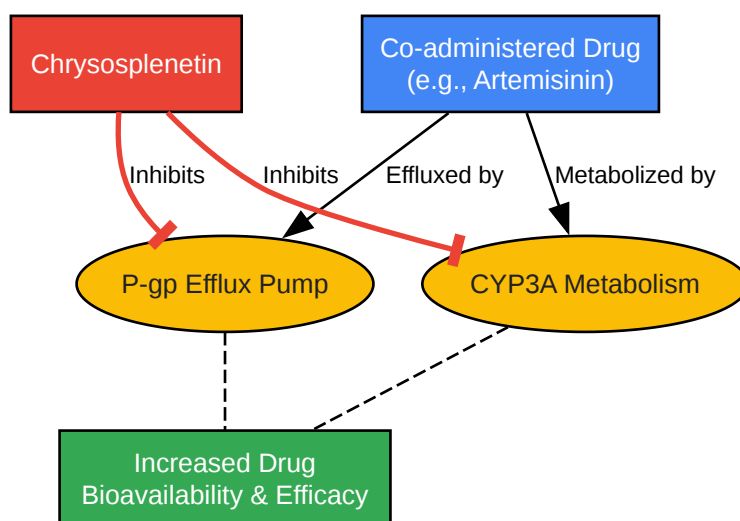 Chrysosplenetin
Co-administered Drug
(e.g., Artemisinin)
Inhibits
Inhibits
Effluxed by
Metabolized by
P-gp Efflux Pump
CYP3A Metabolism
Increased Drug
Bioavailability & Efficacy